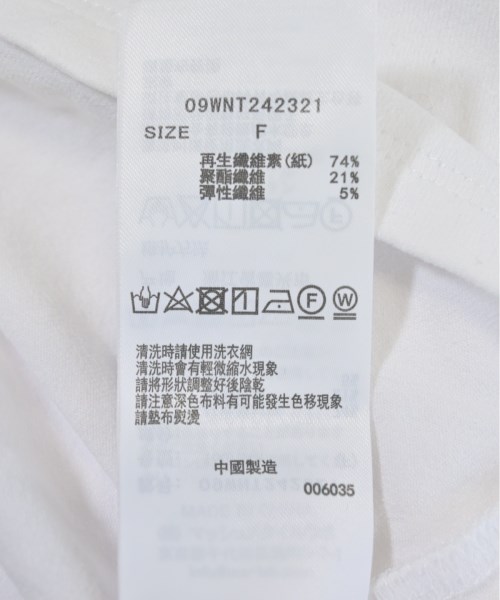 09WNT242321
SIZE F
再生纖維素(紙) 74%
聚酯纖維 21%
彈性纖維 5%
清洗時請使用洗衣網
清洗時會有輕微縮水現象
請將形狀調整好後陰乾
請注意深色布料有可能發生色移現象
請墊布熨燙
中國製造
006035